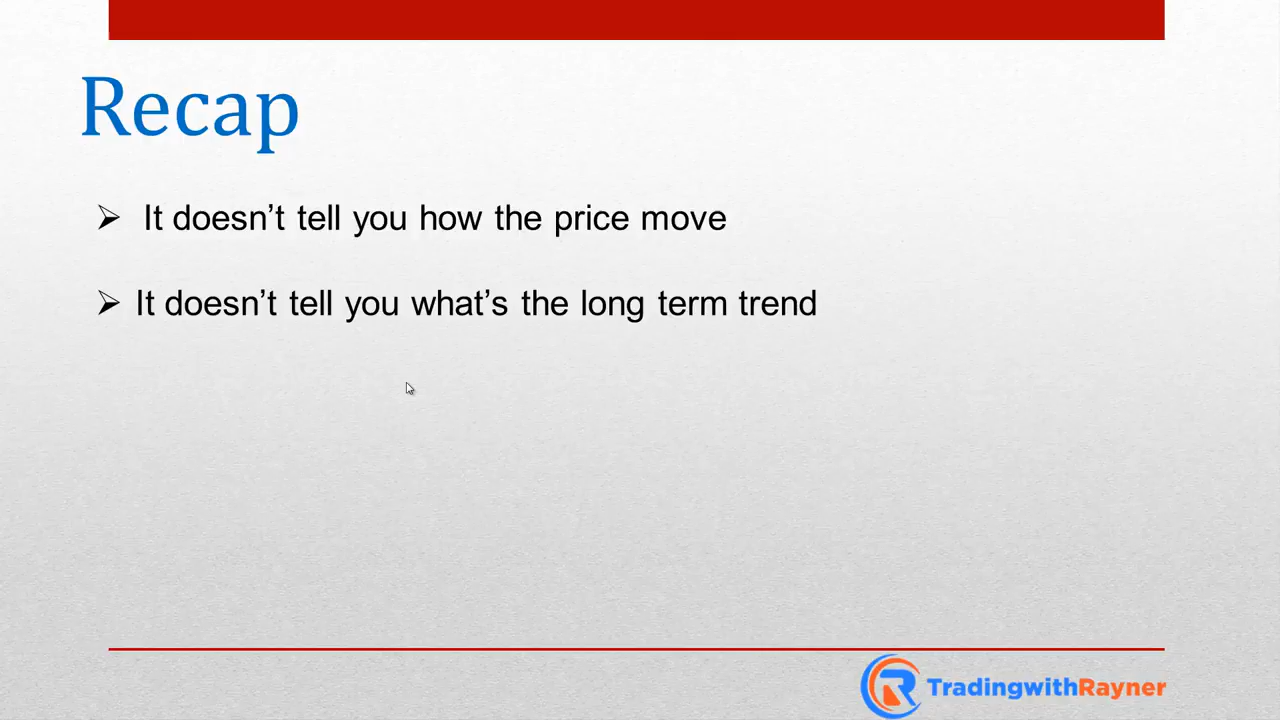 Recap
It doesn’t tell you how the price move
It doesn’t tell you what’s the long term trend
TradingwithRayner